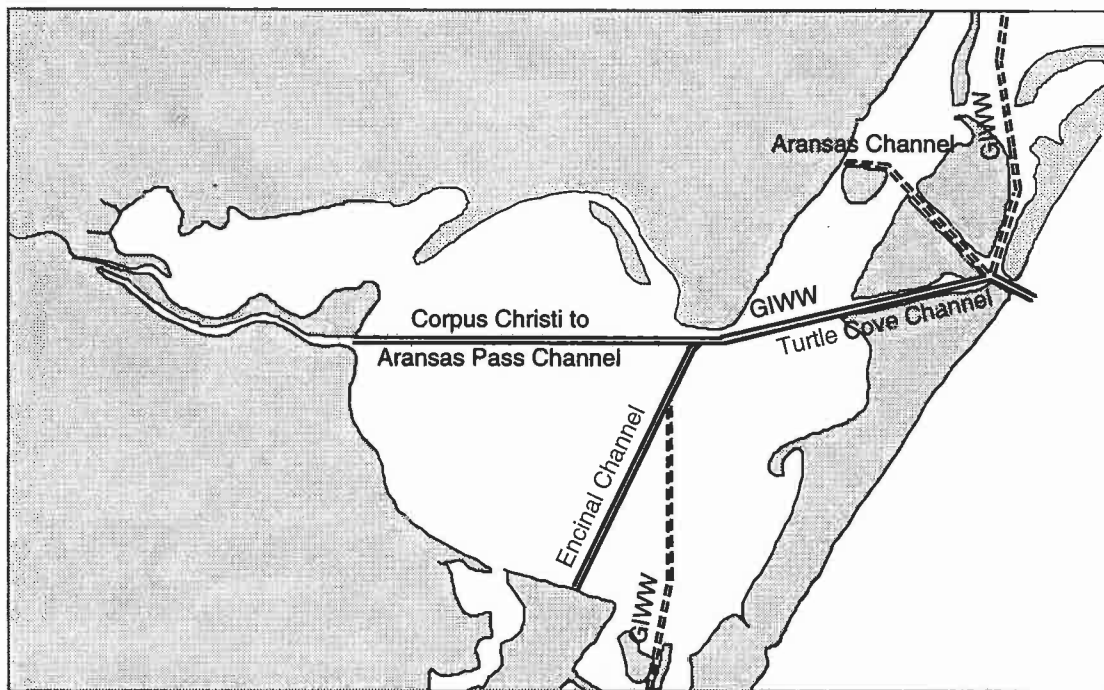 GIWW
Aransas Channel
GIWW
Corpus Christi to
Aransas Pass Channel
Turtle Cove Channel
Encinal Channel
GIWW